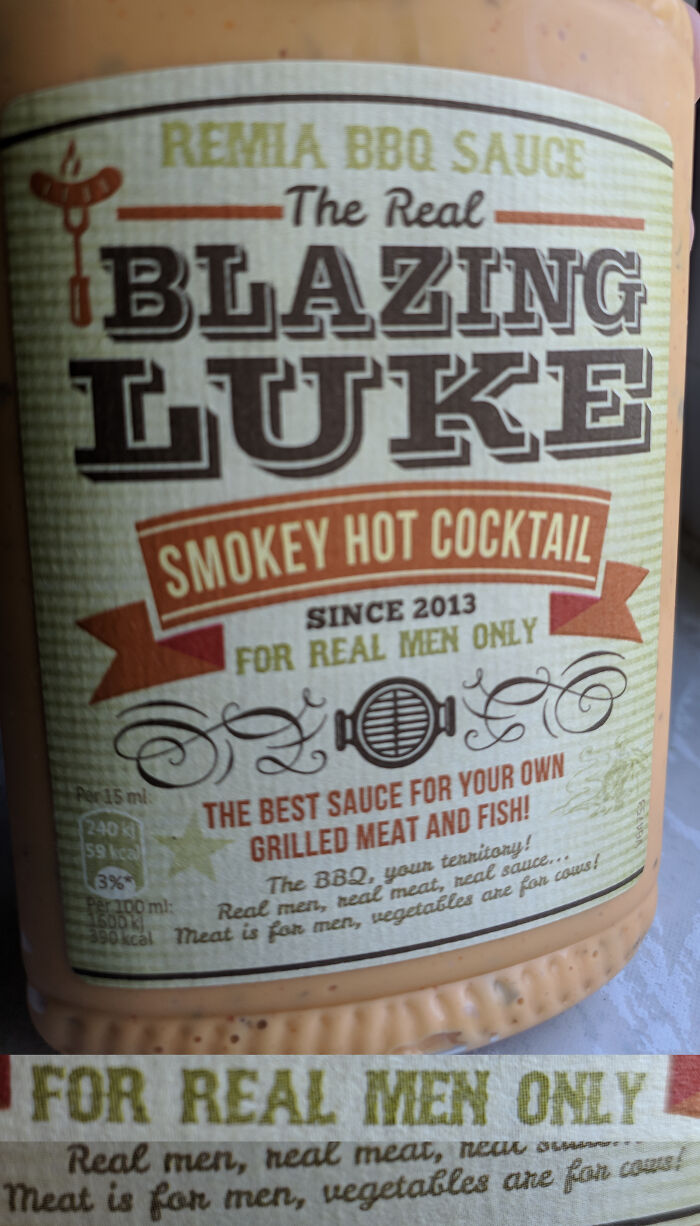 REMIA BBQ SAUCE
The Real
BLAZING
LUKE
SMOKEY HOT COCKTAIL
SINCE 2013
FOR REAL MEN ONLY
THE BEST SAUCE FOR YOUR OWN
GRILLED MEAT AND FISH!
The BBQ, your territory!
Real men, real meat, real sauce...
Meat is for men, vegetables are for cows!
Per 15 ml:
240 kJ
59 kcal
3%*
Per 100 ml:
1600 kJ
390 kcal
FOR REAL MEN ONLY
Real men, real meat, real sauce...
Meat is for men, vegetables are for cows!